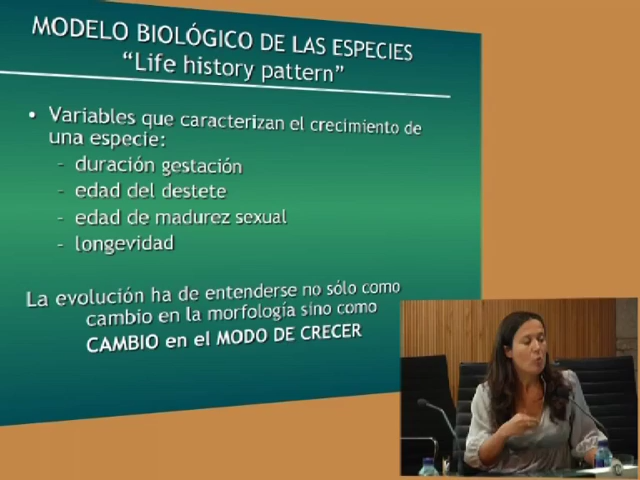 MODELO BIOLÓGICO DE LAS ESPECIES
“Life history pattern”
• Variables que caracterizan el crecimiento de
una especie:
– duración gestación
– edad del destete
– edad de madurez sexual
– longevidad
La evolución ha de entenderse no sólo como
cambio en la morfología sino como
CAMBIO en el MODO DE CRECER